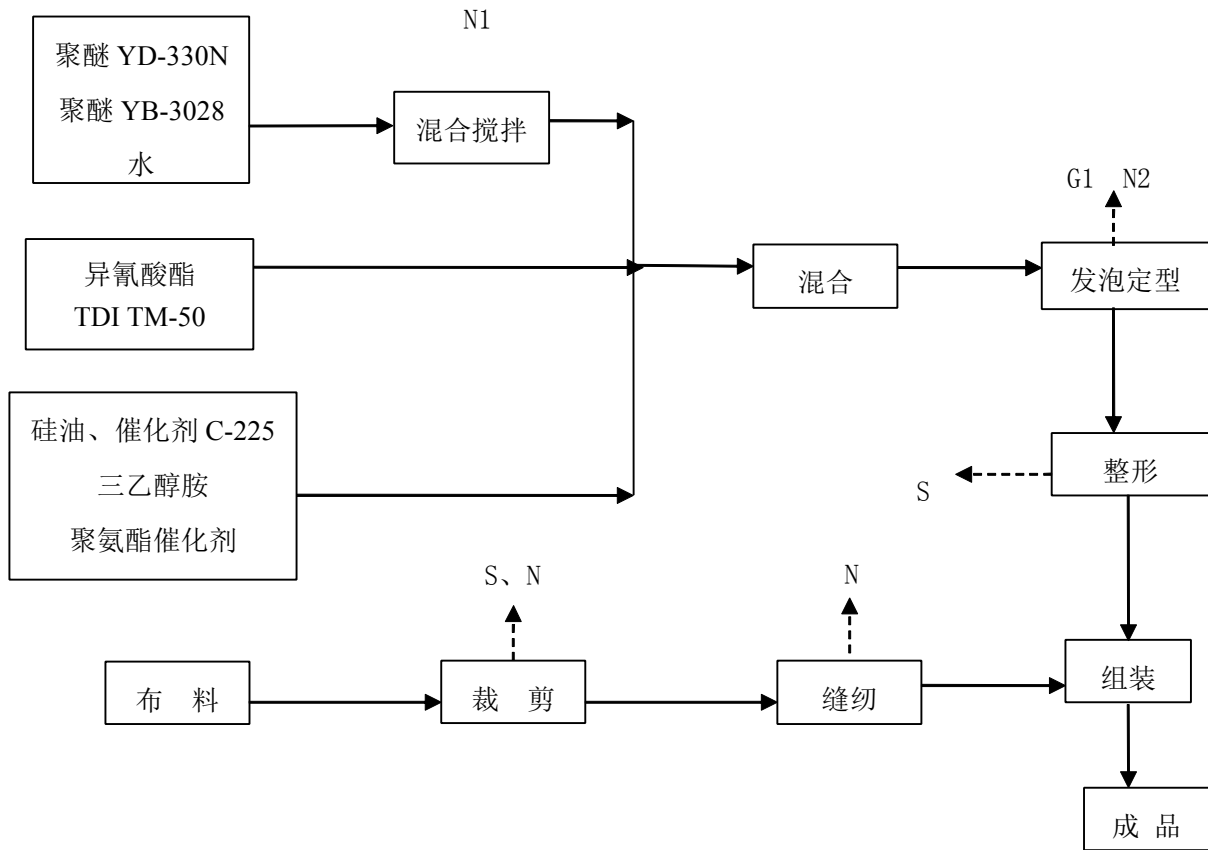 N1
聚醚 YD-330N
聚醚 YB-3028
水
混合搅拌
G1 N2
异氰酸酯
TDI TM-50
混合
发泡定型
硅油、催化剂 C-225
三乙醇胺
聚氨酯催化剂
整形
S
S、N
N
布 料
裁 剪
缝纫
组装
成 品